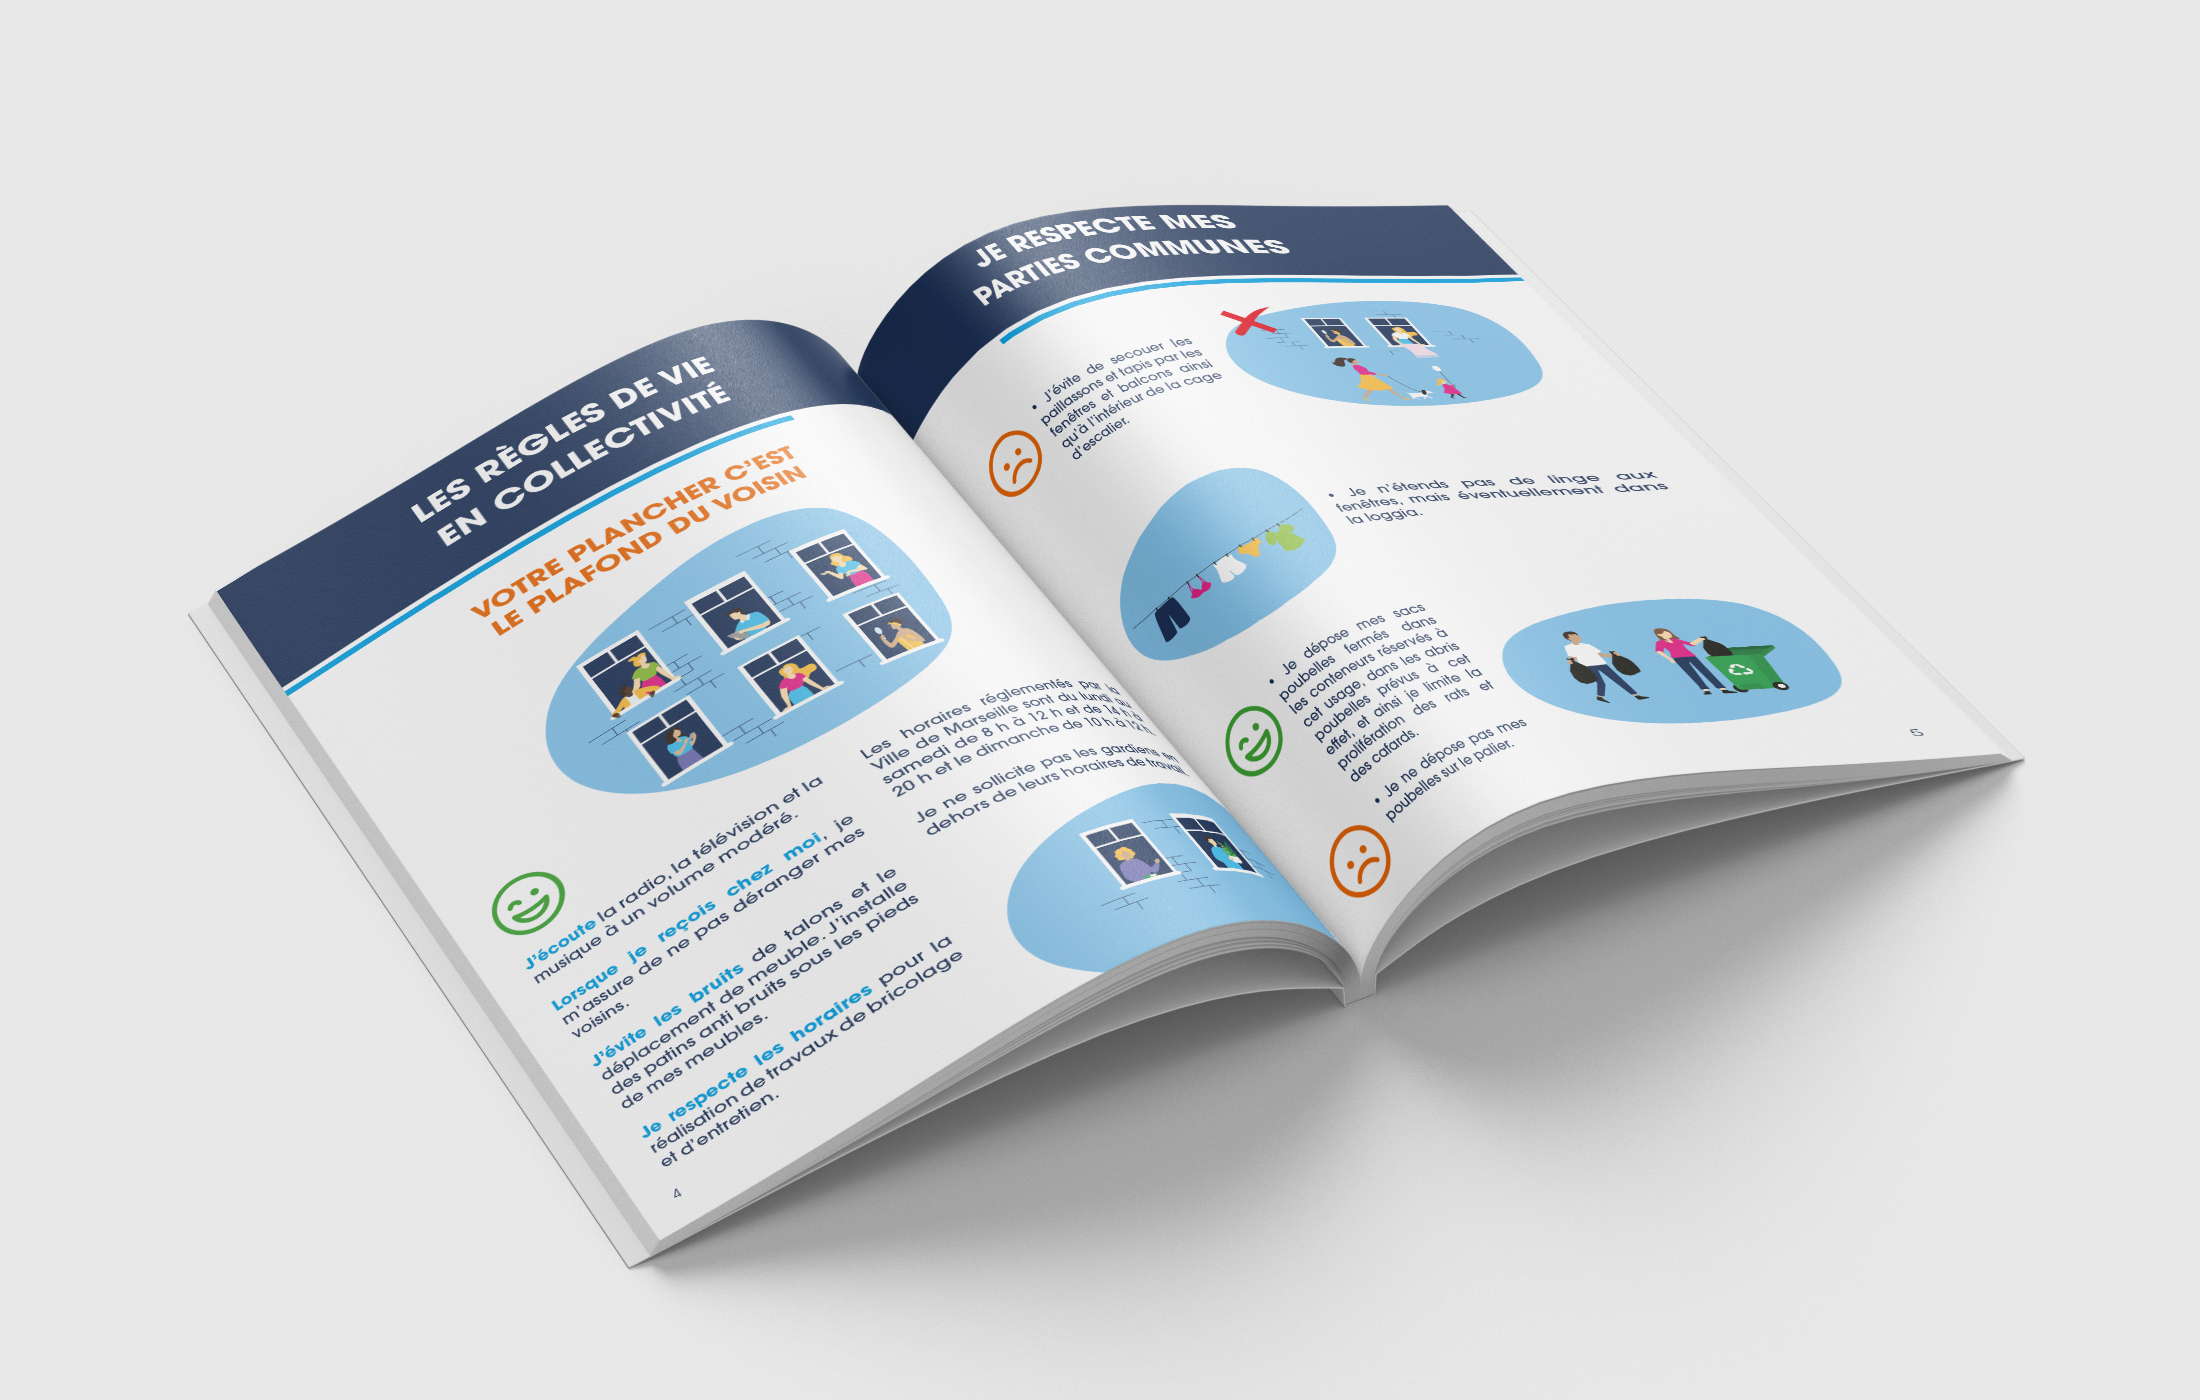 LES RÈGLES DE VIE
EN COLLECTIVITÉ
VOTRE PLANCHER C'EST
LE PLAFOND DU VOISIN
J'écoute la radio, la télévision et la
musique à un volume modéré.
Lorsque je reçois chez moi, je
m'assure de ne pas déranger mes
voisins.
J'évite les bruits de talons et le
déplacement de meuble. J'installe
des patins anti bruits sous les pieds
de mes meubles.
Je respecte les horaires pour la
réalisation de travaux de bricolage
et d'entretien.
4
Les horaires réglementés par la
Ville de Marseille sont du lundi au
samedi de 8 h à 12 h et de 14 h à
20 h et le dimanche de 10 h à 12 h.
Je ne sollicite pas les gardiens en
dehors de leurs horaires de travail.
JE RESPECTE MES
PARTIES COMMUNES
• J'évite de secouer les
paillassons et tapis par les
fenêtres et balcons ainsi
qu'à l'intérieur de la cage
d'escalier.
• Je n'étends pas de linge aux
fenêtres, mais éventuellement dans
la loggia.
• Je dépose mes sacs
poubelles fermés dans
les conteneurs réservés à
cet usage, dans les abris
poubelles prévus à cet
effet, et ainsi je limite la
prolifération des rats et
des cafards.
• Je ne dépose pas mes
poubelles sur le palier.
5